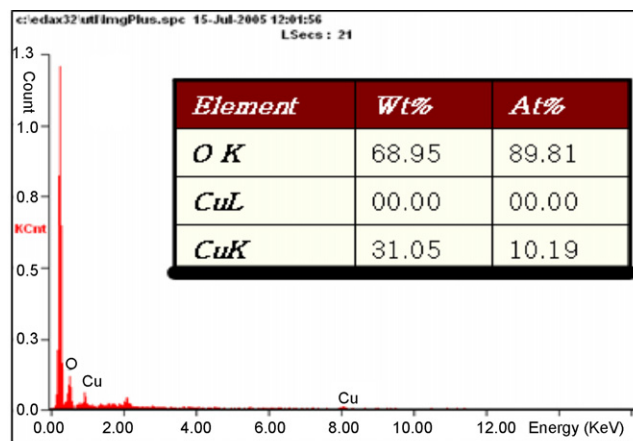 c:\edax32\utl\ImgPlus.spc 15-Jul-2005 12:01:56
LSecs : 21
1.3
Count
1.0
0.8
KCnt
0.5
0.3
0.0
Element Wt% At%
O K 68.95 89.81
CuL 00.00 00.00
CuK 31.05 10.19
O
Cu
Cu
0.00 2.00 4.00 6.00 8.00 10.00 12.00 Energy (KeV)